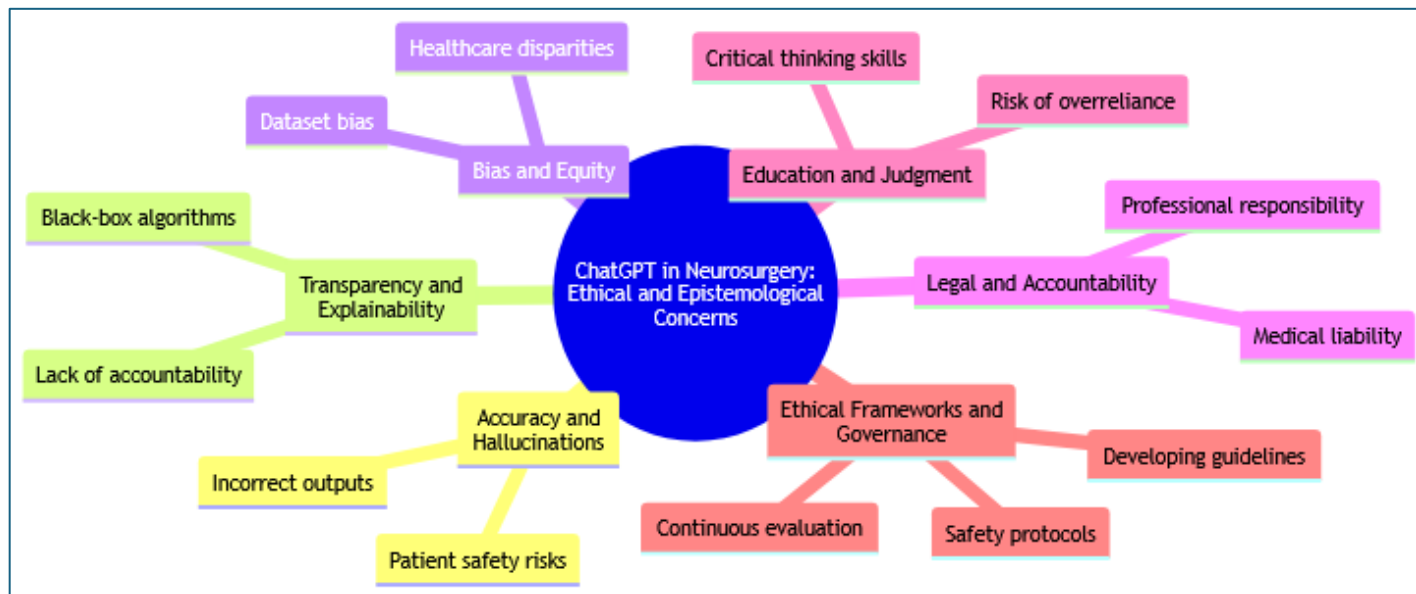 Healthcare disparities
Dataset bias
Bias and Equity
Critical thinking skills
Risk of overreliance
Education and Judgment
Black-box algorithms
Transparency and
Explainability
Lack of accountability
ChatGPT in Neurosurgery:
Ethical and Epistemological
Concerns
Professional responsibility
Legal and Accountability
Medical liability
Accuracy and
Hallucinations
Incorrect outputs
Patient safety risks
Ethical Frameworks and
Governance
Developing guidelines
Continuous evaluation
Safety protocols